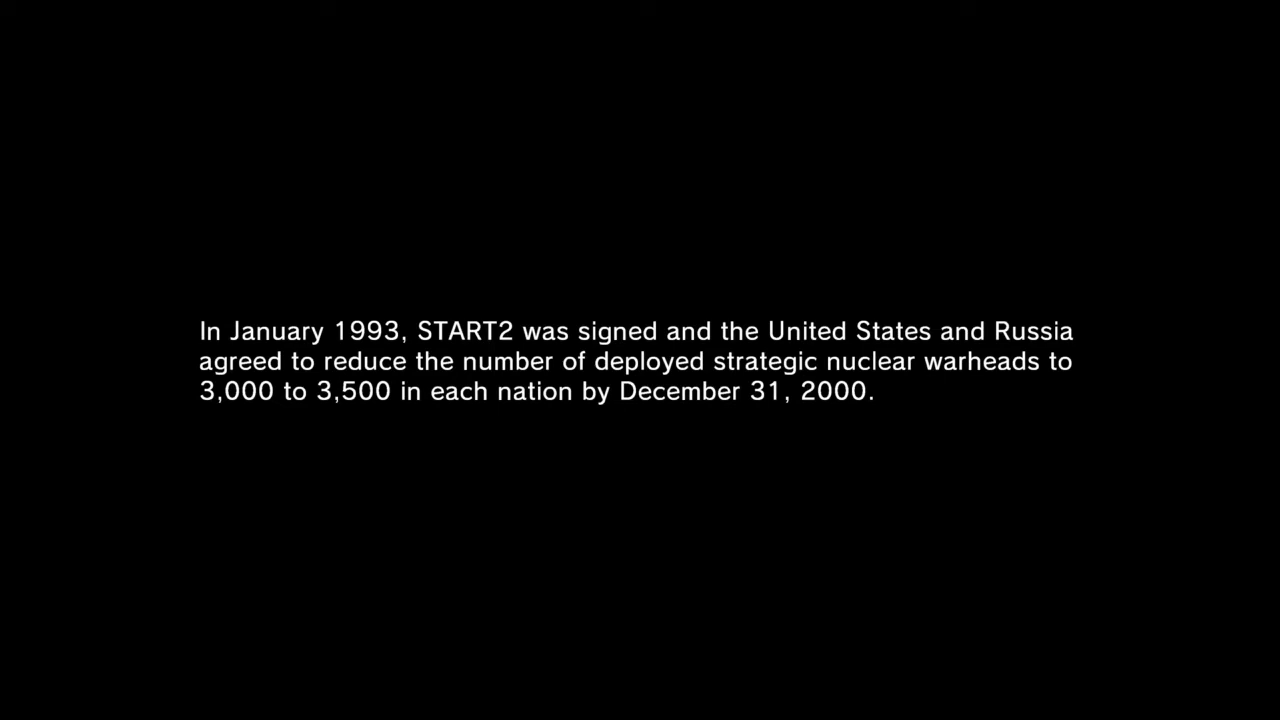 In January 1993, START2 was signed and the United States and Russia
agreed to reduce the number of deployed strategic nuclear warheads to
3,000 to 3,500 in each nation by December 31, 2000.